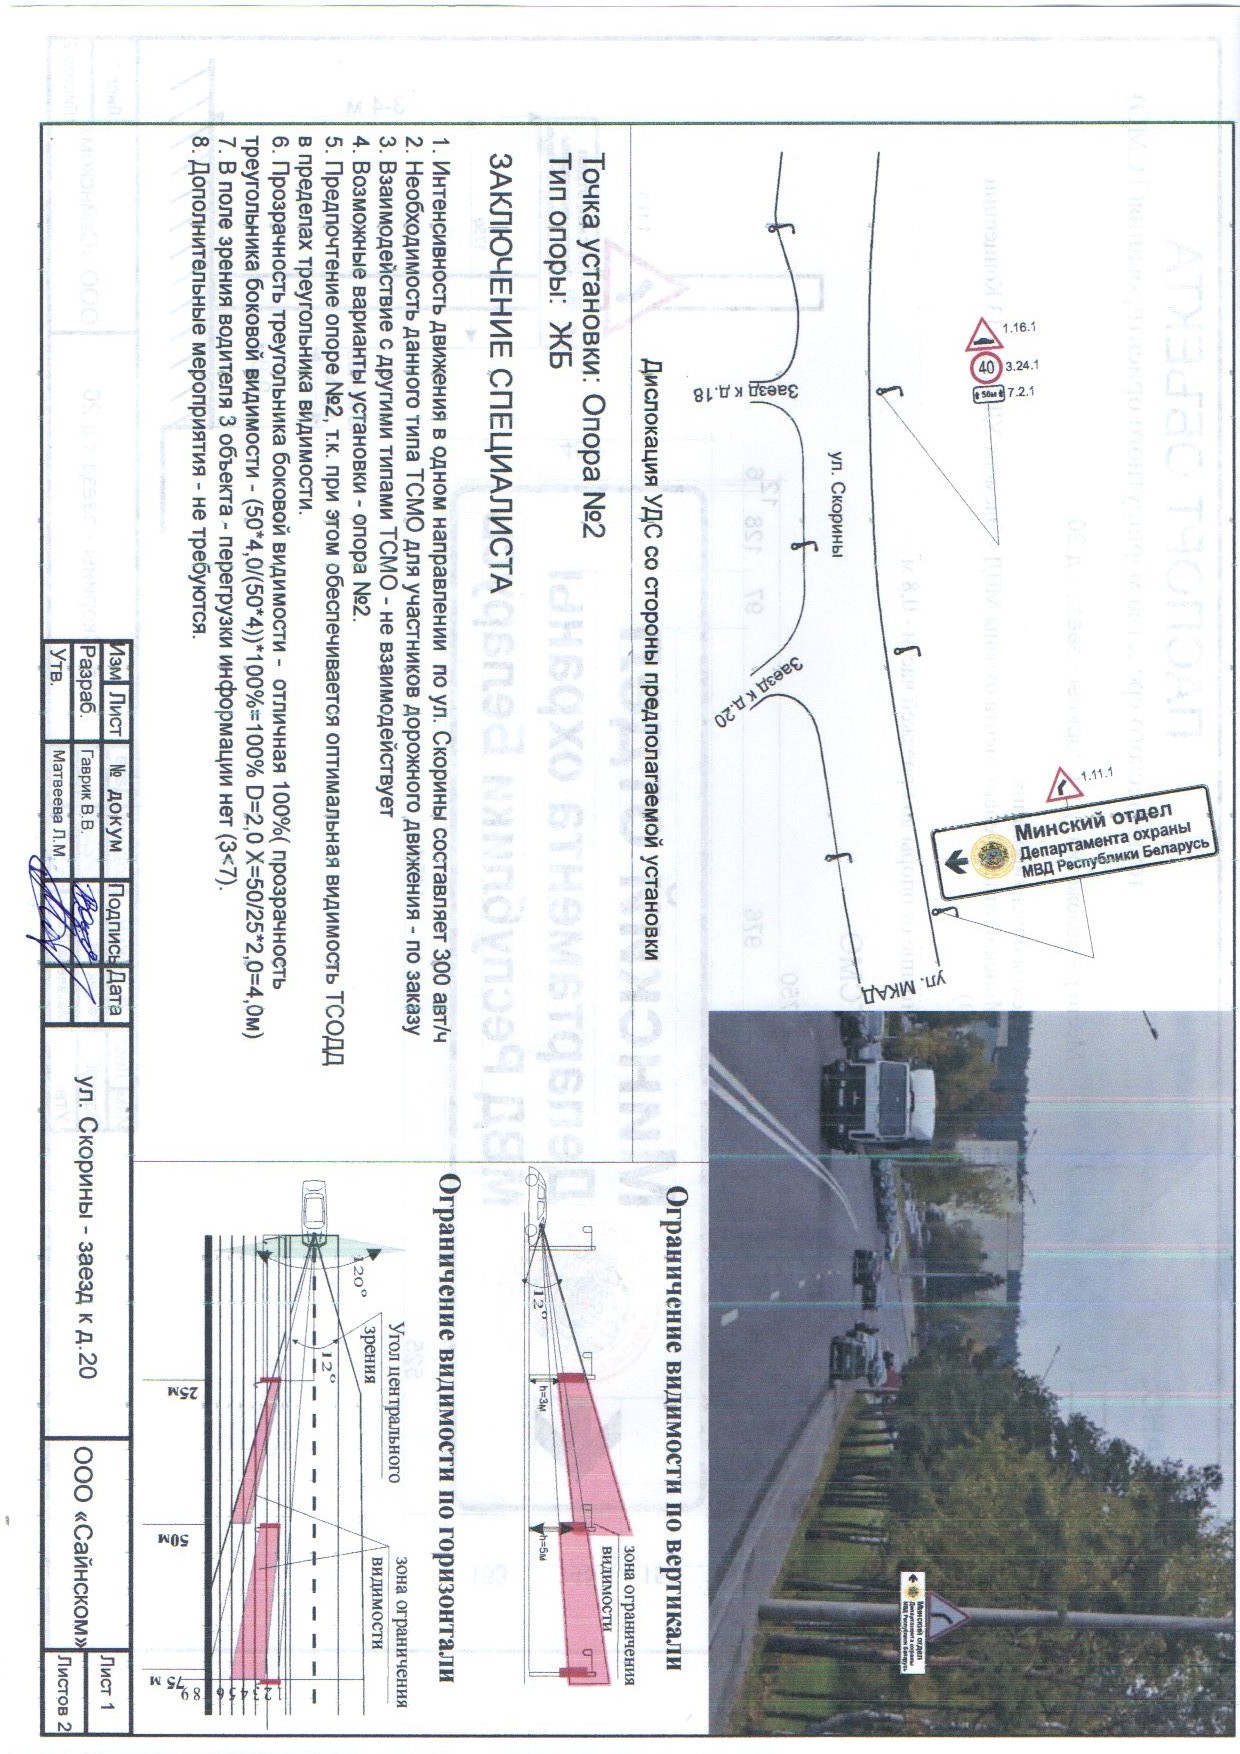 1.16.1
40
3.24.1
50м
7.2.1
1.11.1
Минский отдел
Департамента охраны
МВД Республики Беларусь
ул. Скорины
Заезд к д.18
Заезд к д.20
ул. МКАД
Дислокация УДС со стороны предполагаемой установки
Точка установки: Опора №2
Тип опоры: ЖБ
ЗАКЛЮЧЕНИЕ СПЕЦИАЛИСТА
1. Интенсивность движения в одном направлении по ул. Скорины составляет 300 авт/ч
2. Необходимость данного типа ТСМО для участников дорожного движения - по заказу
3. Взаимодействие с другими типами ТСМО - не взаимодействует
4. Возможные варианты установки - опора №2.
5. Предпочтение опоре №2, т.к. при этом обеспечивается оптимальная видимость ТСОДД
в пределах треугольника видимости.
6. Прозрачность треугольника боковой видимости - отличная 100%( прозрачность
треугольника боковой видимости - (50*4,0/(50*4))*100%=100% D=2,0 X=50/25*2,0=4,0м)
7. В поле зрения водителя 3 объекта - перегрузки информации нет (3<7).
8. Дополнительные мероприятия - не требуются.
Минский отдел
Департамента охраны
МВД Республики Беларусь
Ограничение видимости по вертикали
12°
h=3м
h=5м
зона ограничения
видимости
Ограничение видимости по горизонтали
120°
12°
Угол центрального
зрения
зона ограничения
видимости
25м
50м
75 м
1 2 3 4 5 6 7 8 9
Изм Лист № докум Подпись Дата
Разраб. Гаврик В.В.
Утв. Матвеева Л.М.
ул. Скорины - заезд к д.20
ООО «Сайнском»
Лист 1
Листов 2